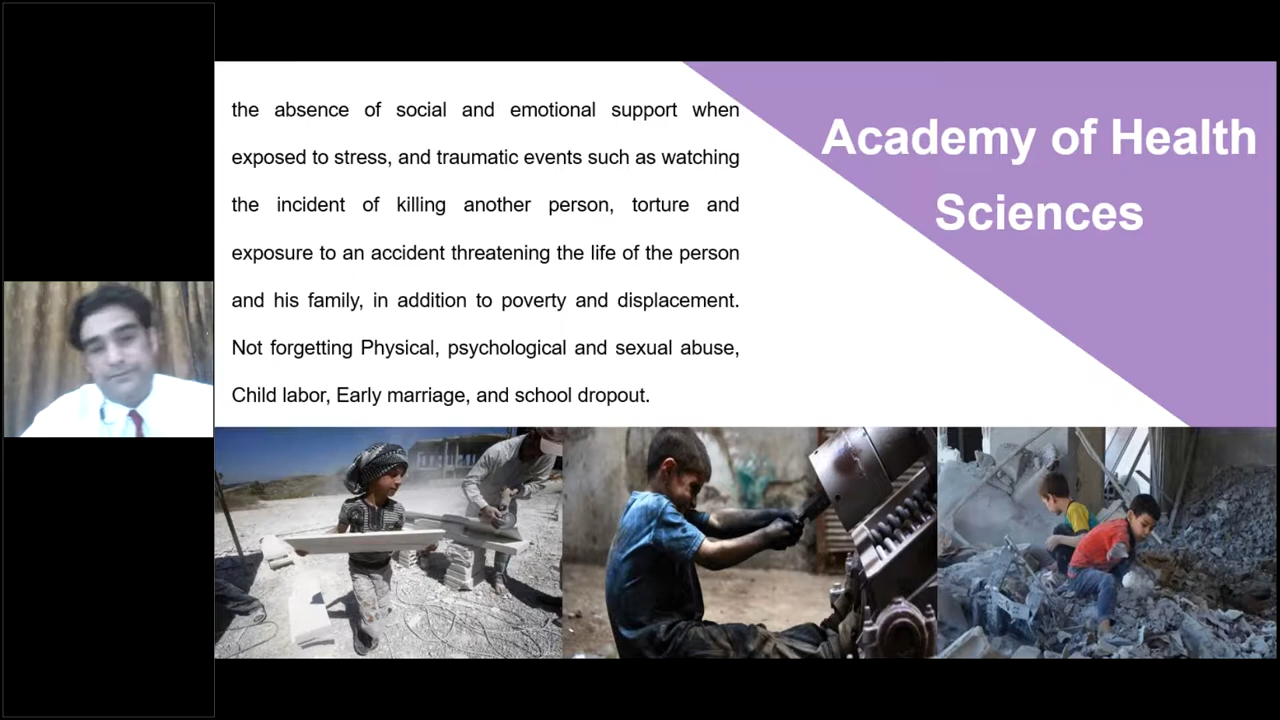 the absence of social and emotional support when
exposed to stress, and traumatic events such as watching
the incident of killing another person, torture and
exposure to an accident threatening the life of the person
and his family, in addition to poverty and displacement.
Not forgetting Physical, psychological and sexual abuse,
Child labor, Early marriage, and school dropout.
Academy of Health
Sciences